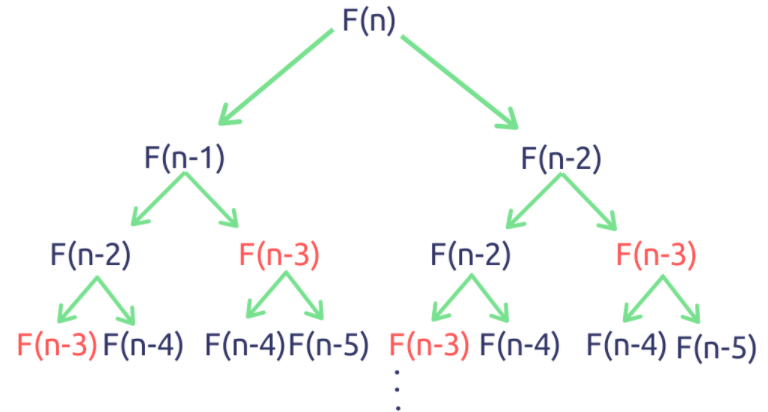 F(n)
F(n-1) F(n-2)
F(n-2) F(n-3) F(n-2) F(n-3)
F(n-3) F(n-4) F(n-4) F(n-5) F(n-3) F(n-4) F(n-4) F(n-5)